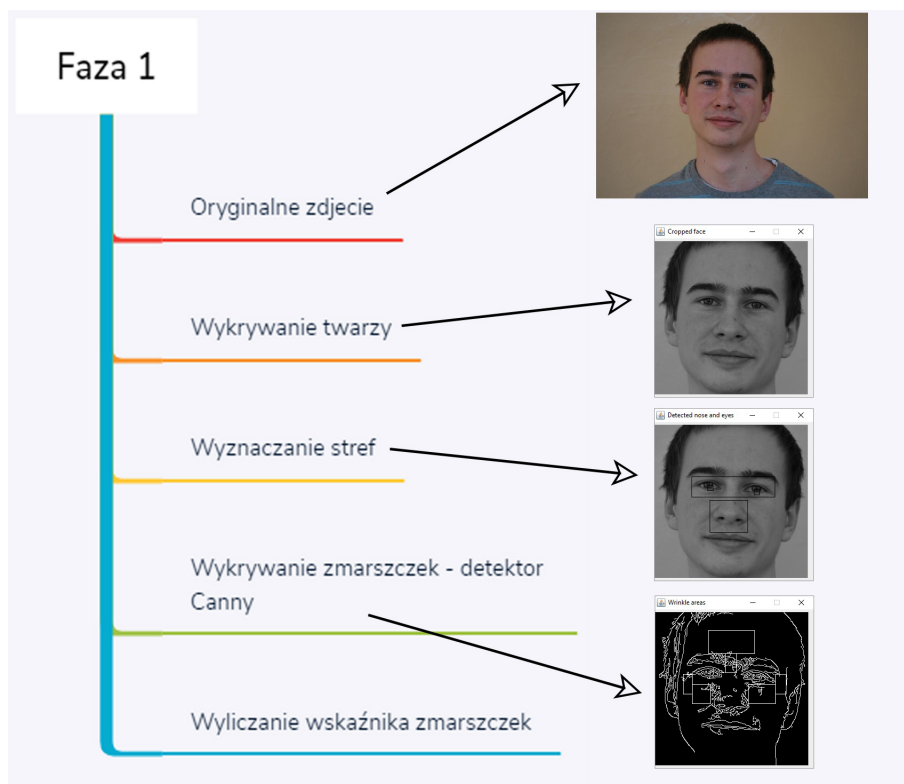 Faza 1
Oryginalne zdjecie
Wykrywanie twarzy
Wyznaczanie stref
Wykrywanie zmarszczek - detektor
Canny
Wyliczanie wskaźnika zmarszczek
Cropped face
Detected nose and eyes
Wrinkle areas